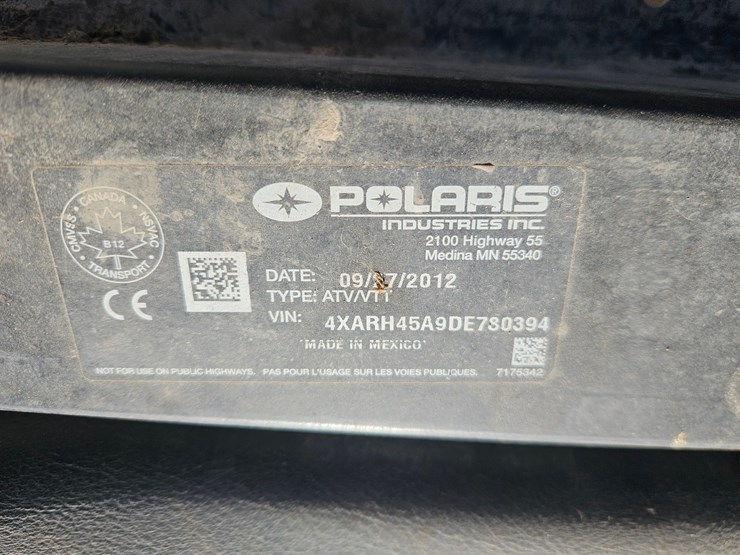 CMVSS · CANADA · NSVAC
B12
TRANSPORT
POLARIS®
INDUSTRIES INC.
2100 Highway 55
Medina MN 55340
CE
DATE:
TYPE: ATV/VTT
VIN: 4XARH45A9DE730394
"MADE IN MEXICO"
NOT FOR USE ON PUBLIC HIGHWAYS. PAS POUR L'USAGE SUR LES VOIES PUBLIQUES. 7176342